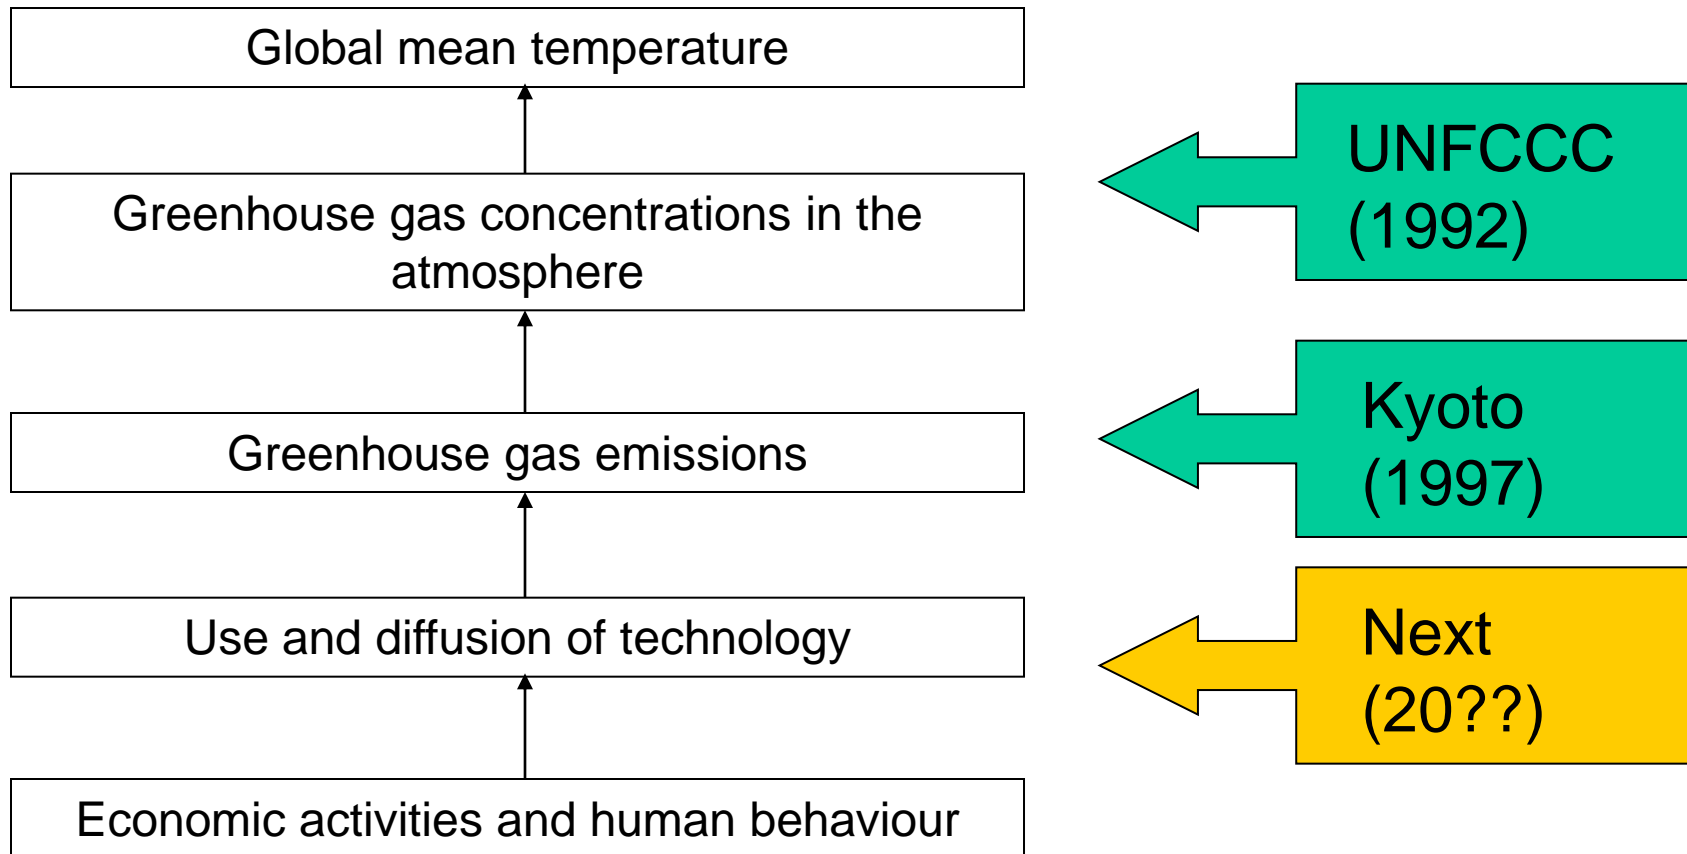 Global mean temperature
UNFCCC
(1992)
Greenhouse gas concentrations in the
atmosphere
Kyoto
(1997)
Greenhouse gas emissions
Next
(20??)
Use and diffusion of technology
Economic activities and human behaviour